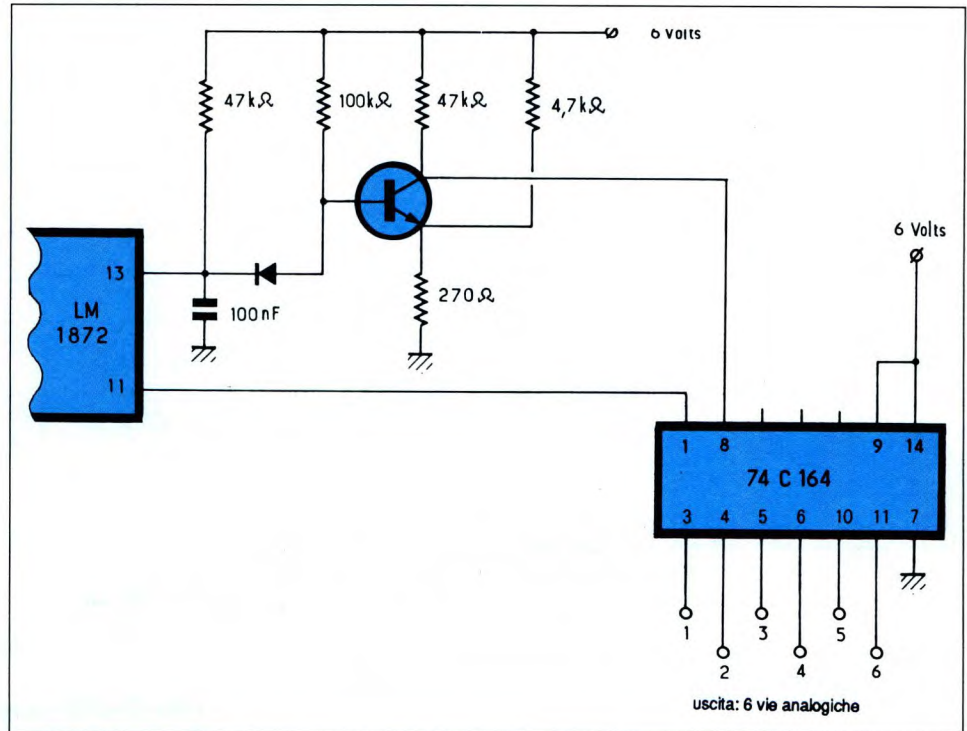 6 Volts
47kΩ
100kΩ
47kΩ
4,7kΩ
6 Volts
13
LM
1872
100nF
270Ω
11
1 8 9 14
74 C 164
3 4 5 6 10 11 7
1 3 5
2 4 6
uscita: 6 vie analogiche